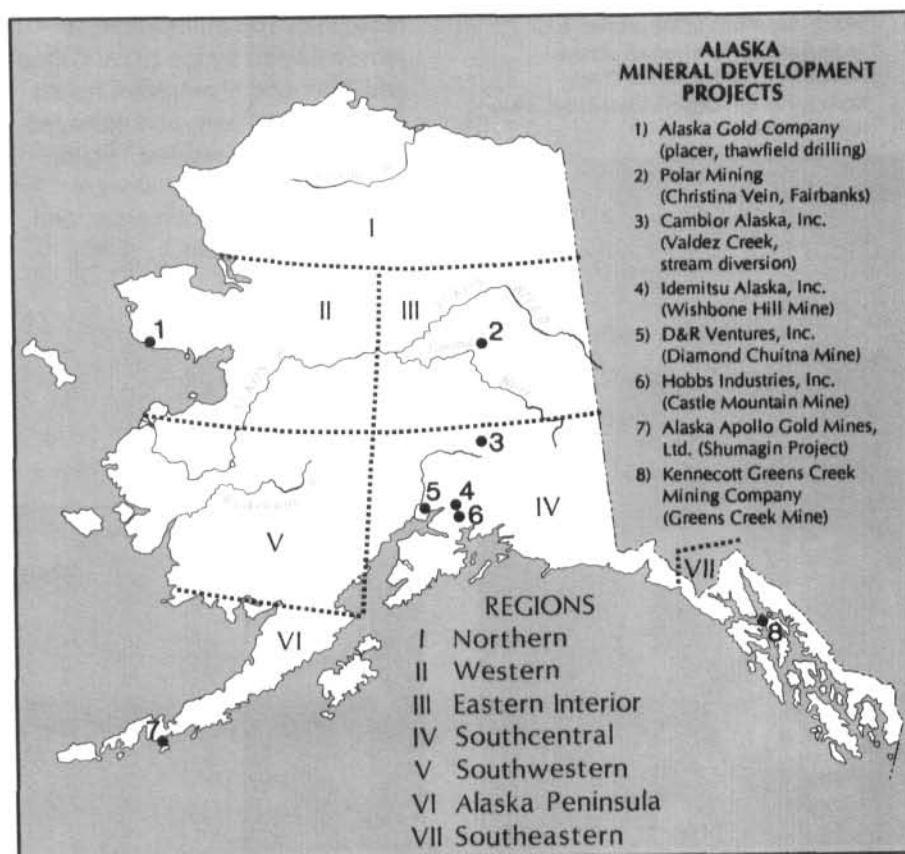 ALASKA
MINERAL DEVELOPMENT
PROJECTS
1) Alaska Gold Company
(placer, thawfield drilling)
2) Polar Mining
(Christina Vein, Fairbanks)
3) Cambior Alaska, Inc.
(Valdez Creek,
stream diversion)
4) Idemitsu Alaska, Inc.
(Wishbone Hill Mine)
5) D&R Ventures, Inc.
(Diamond Chuitna Mine)
6) Hobbs Industries, Inc.
(Castle Mountain Mine)
7) Alaska Apollo Gold Mines,
Ltd. (Shumagin Project)
8) Kennecott Greens Creek
Mining Company
(Greens Creek Mine)
I
II
III
1
2
3
4
5
6
IV
V
VII
VI
7
8
REGIONS
I Northern
II Western
III Eastern Interior
IV Southcentral
V Southwestern
VI Alaska Peninsula
VII Southeastern